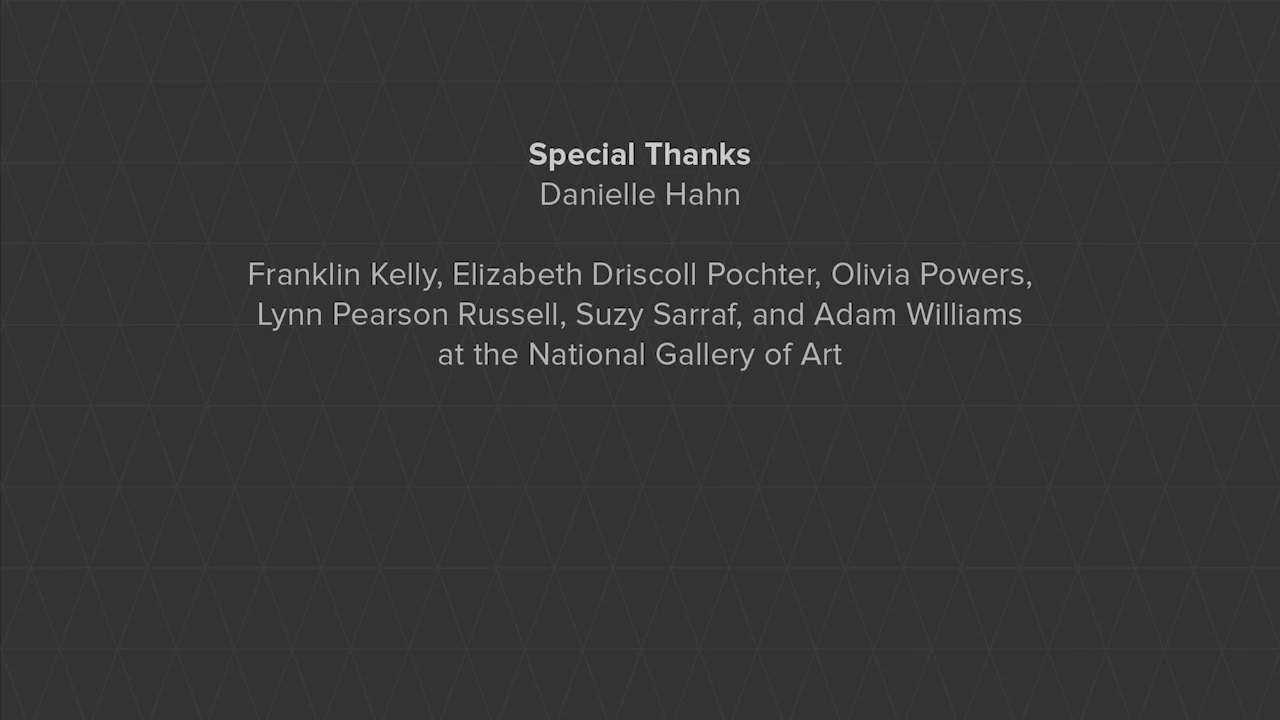 Special Thanks
Danielle Hahn
Franklin Kelly, Elizabeth Driscoll Pochter, Olivia Powers,
Lynn Pearson Russell, Suzy Sarraf, and Adam Williams
at the National Gallery of Art